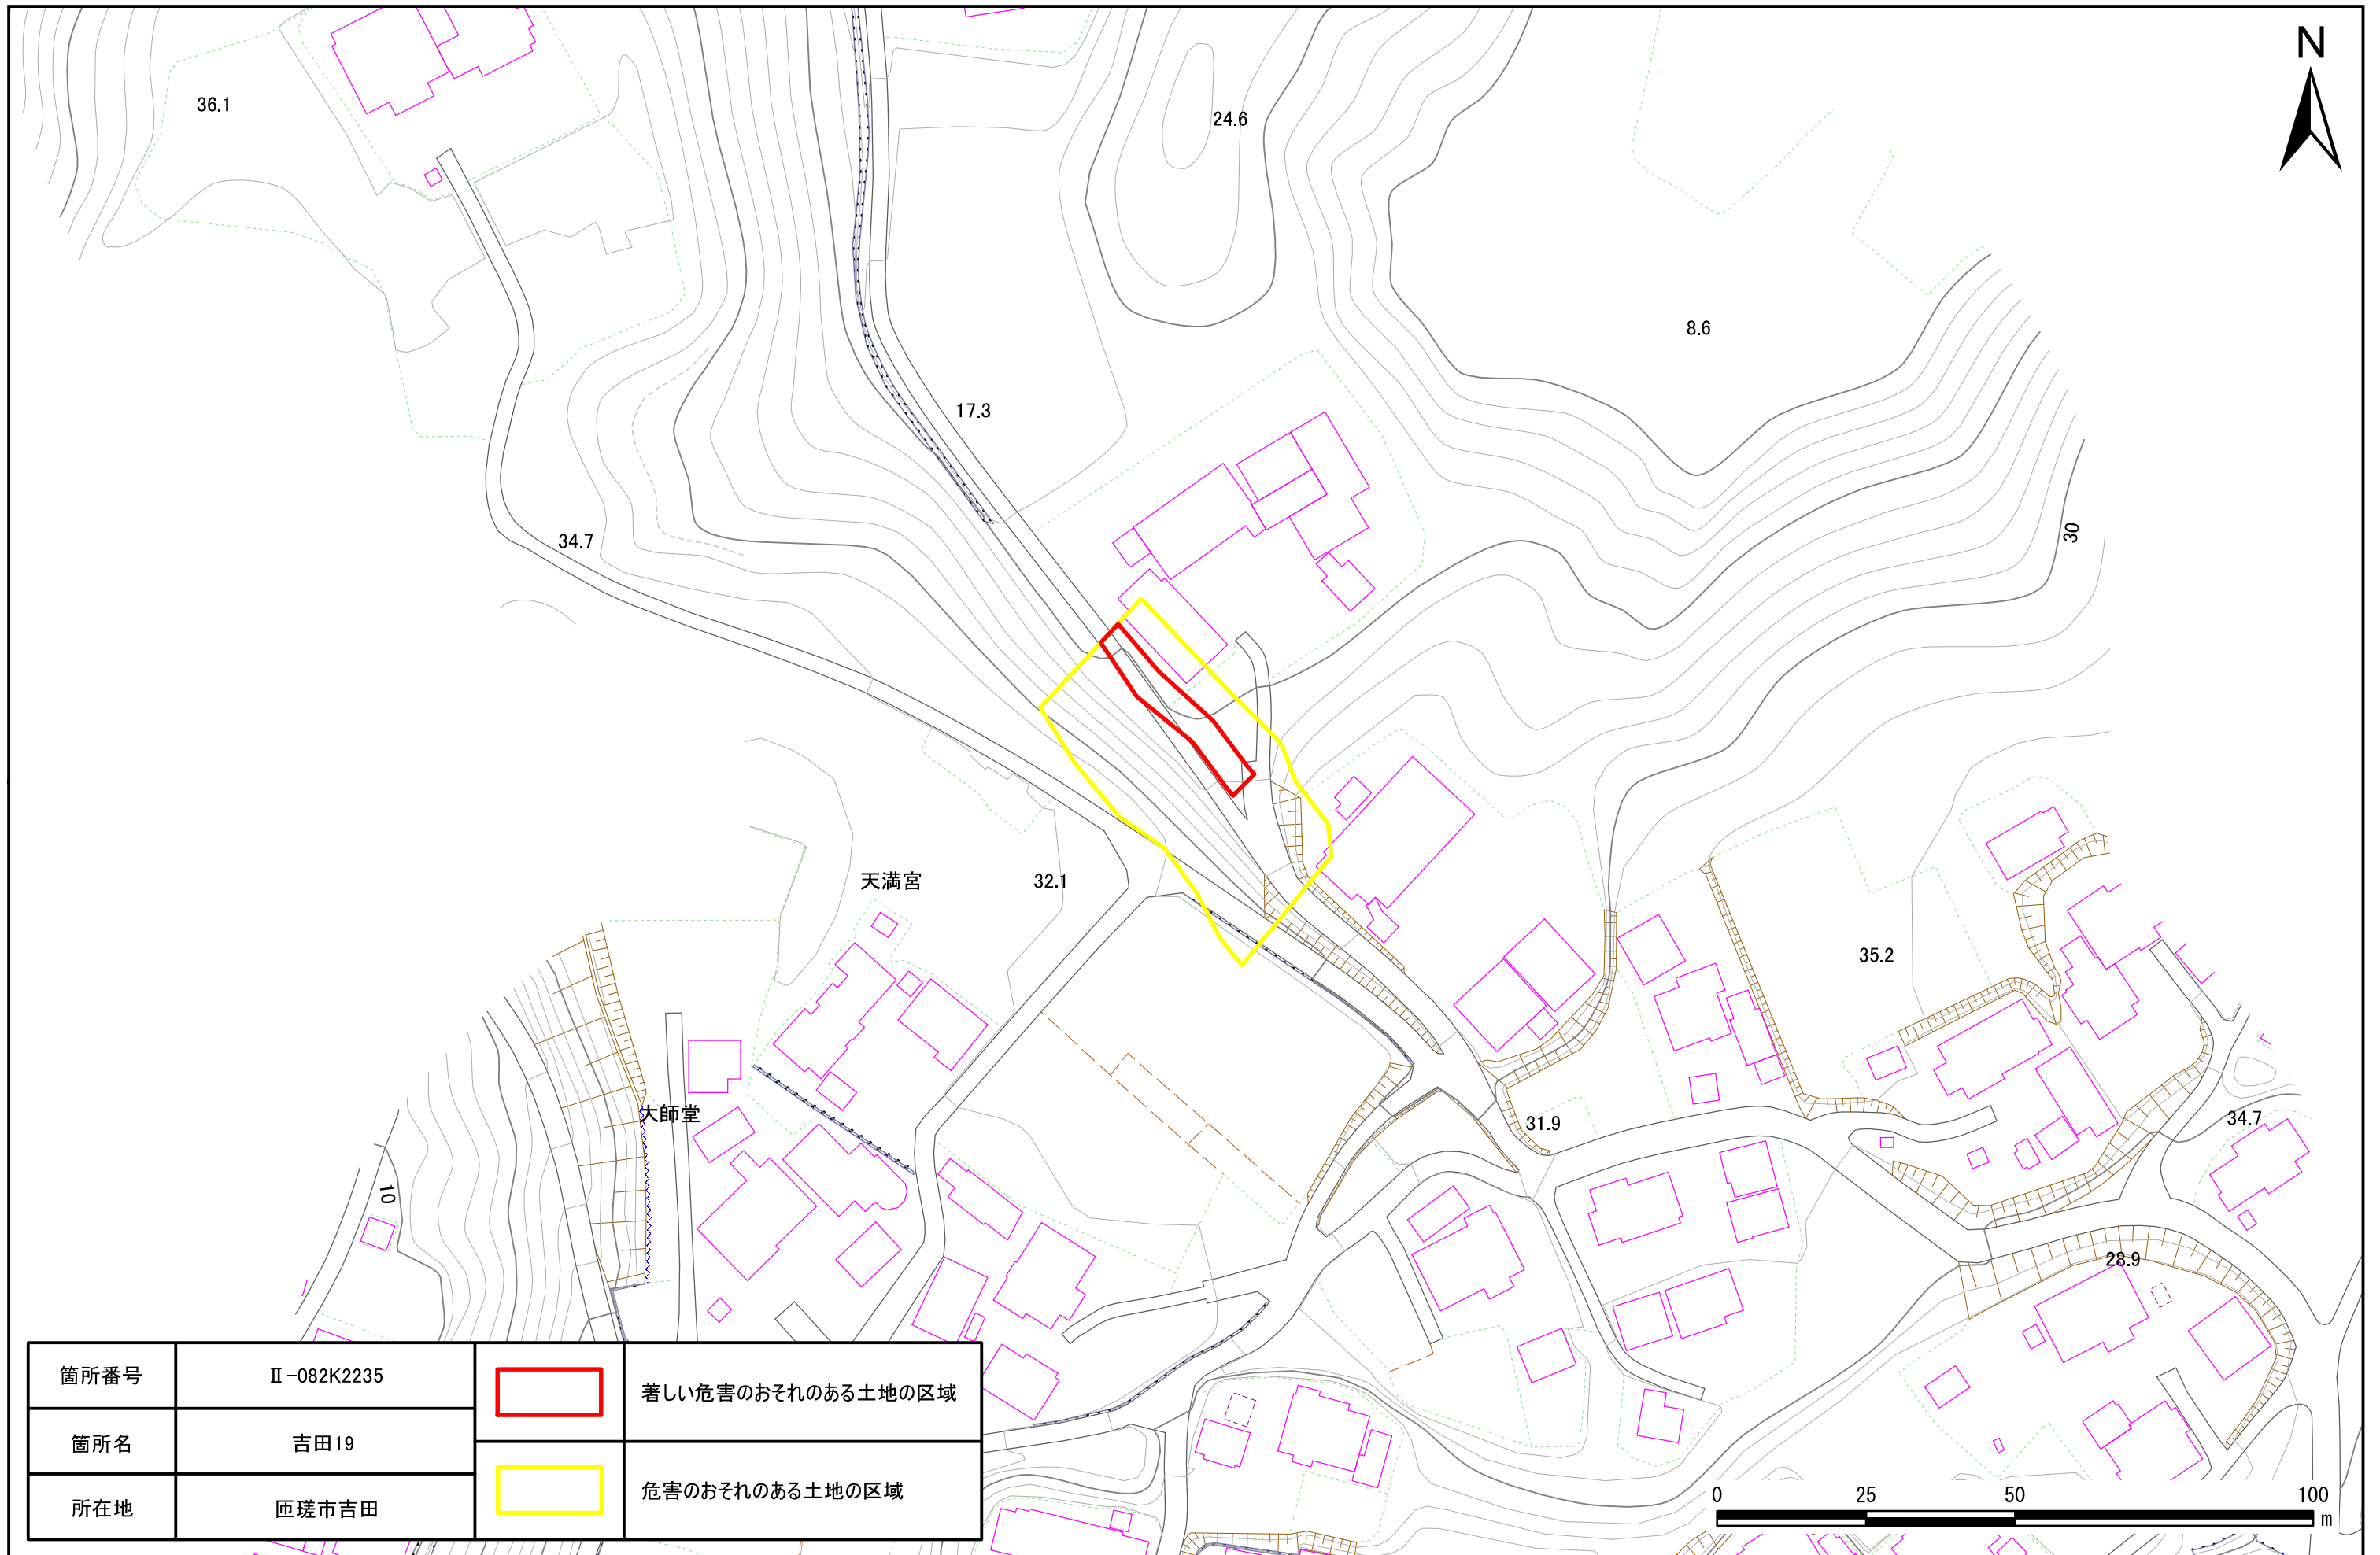 N
36.1
24.6
8.6
17.3
34.7
30
天満宮
32.1
35.2
大師堂
31.9
34.7
10
28.9
箇所番号
Ⅱ-082K2235
箇所名
吉田19
所在地
匝瑳市吉田
著しい危害のおそれのある土地の区域
危害のおそれのある土地の区域
0 25 50 100
m